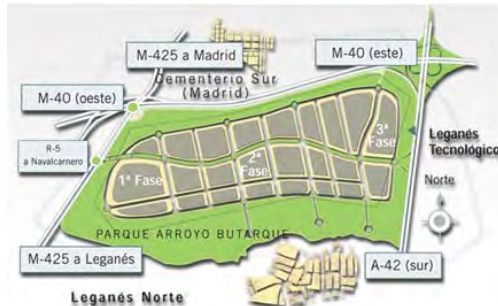 M-425 a Madrid
M-40 (este)
Cementerio Sur
(Madrid)
M-40 (oeste)
3ª
Fase
Leganés
Tecnológico
R-5
a Navalcarnero
2ª
Fase
1ª Fase
Norte
PARQUE ARROYO BUTARQUE
M-425 a Leganés
A-42 (sur)
Leganés Norte